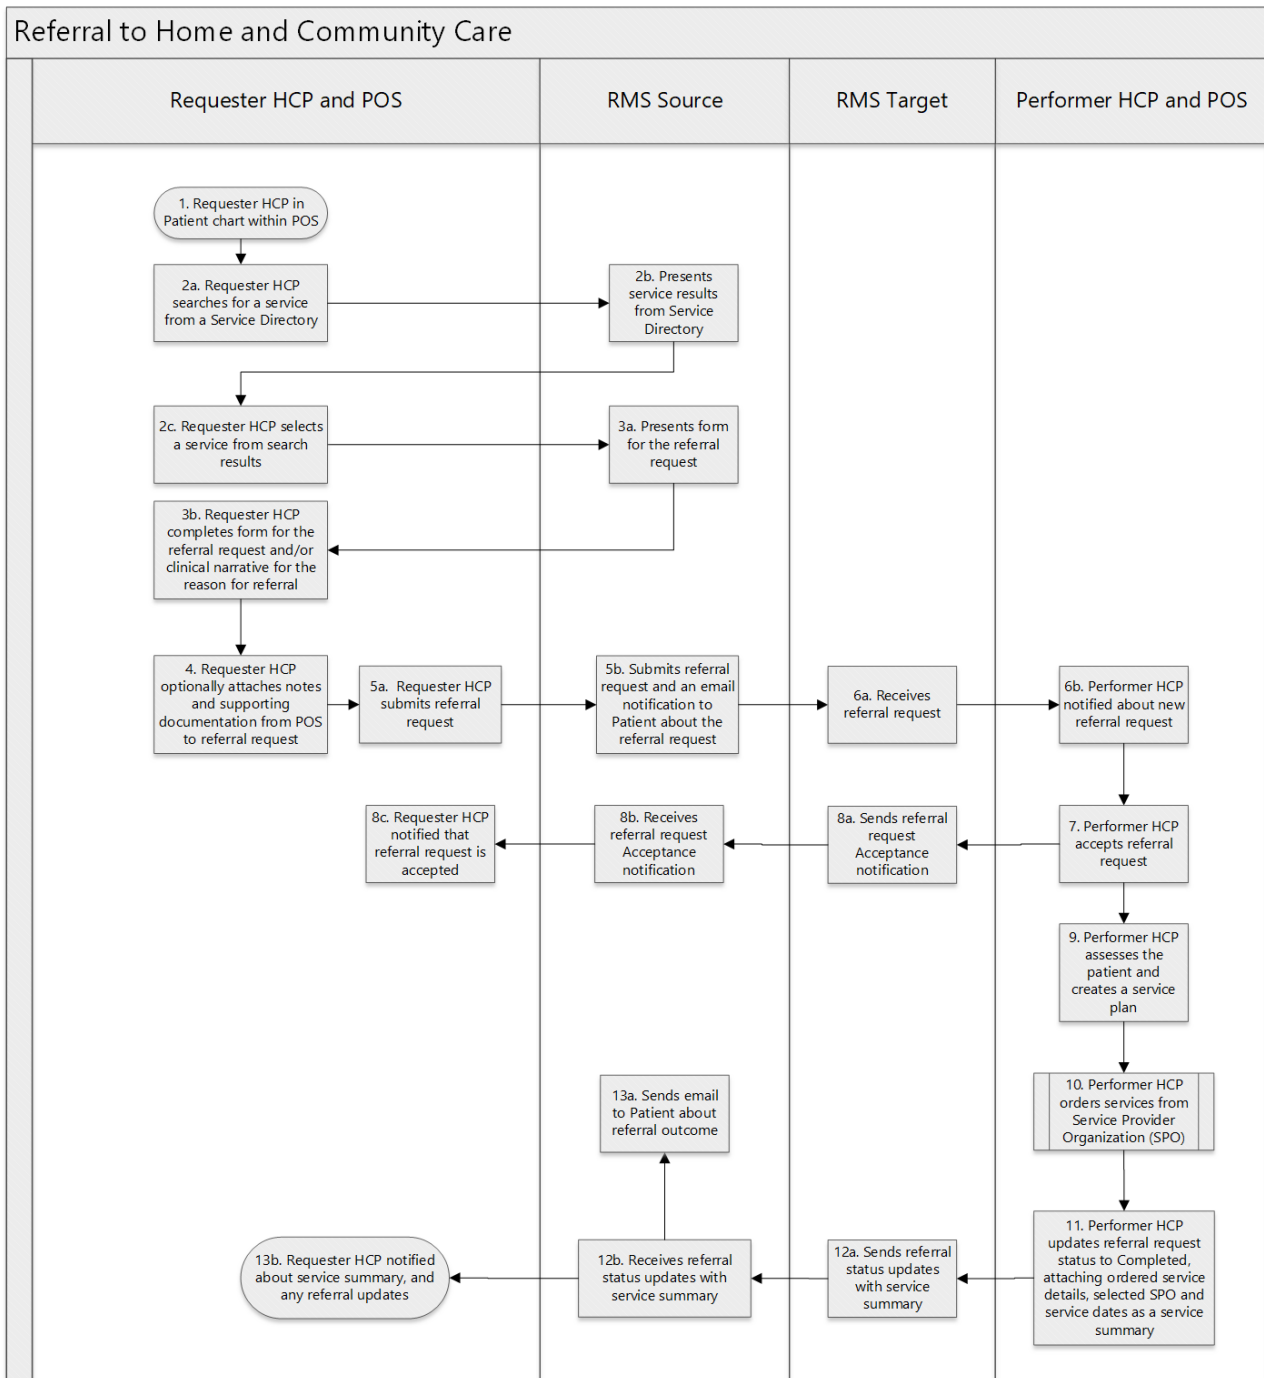 Referral to Home and Community Care
Requester HCP and POS
RMS Source
RMS Target
Performer HCP and POS
1. Requester HCP in
Patient chart within POS
2a. Requester HCP
searches for a service
from a Service Directory
2b. Presents
service results
from Service
Directory
2c. Requester HCP selects
a service from search
results
3a. Presents form
for the referral
request
3b. Requester HCP
completes form for the
referral request and/or
clinical narrative for the
reason for referral
4. Requester HCP
optionally attaches notes
and supporting
documentation from POS
to referral request
5a. Requester HCP
submits referral
request
5b. Submits referral
request and an email
notification to
Patient about the
referral request
6a. Receives
referral request
6b. Performer HCP
notified about new
referral request
8c. Requester HCP
notified that
referral request is
accepted
8b. Receives
referral request
Acceptance
notification
8a. Sends referral
request
Acceptance
notification
7. Performer HCP
accepts referral
request
9. Performer HCP
assesses the
patient and
creates a service
plan
10. Performer HCP
orders services from
Service Provider
Organization (SPO)
13a. Sends email
to Patient about
referral outcome
13b. Requester HCP notified
about service summary, and
any referral updates
12b. Receives referral
status updates with
service summary
12a. Sends referral
status updates
with service
summary
11. Performer HCP
updates referral request
status to Completed,
attaching ordered service
details, selected SPO and
service dates as a service
summary